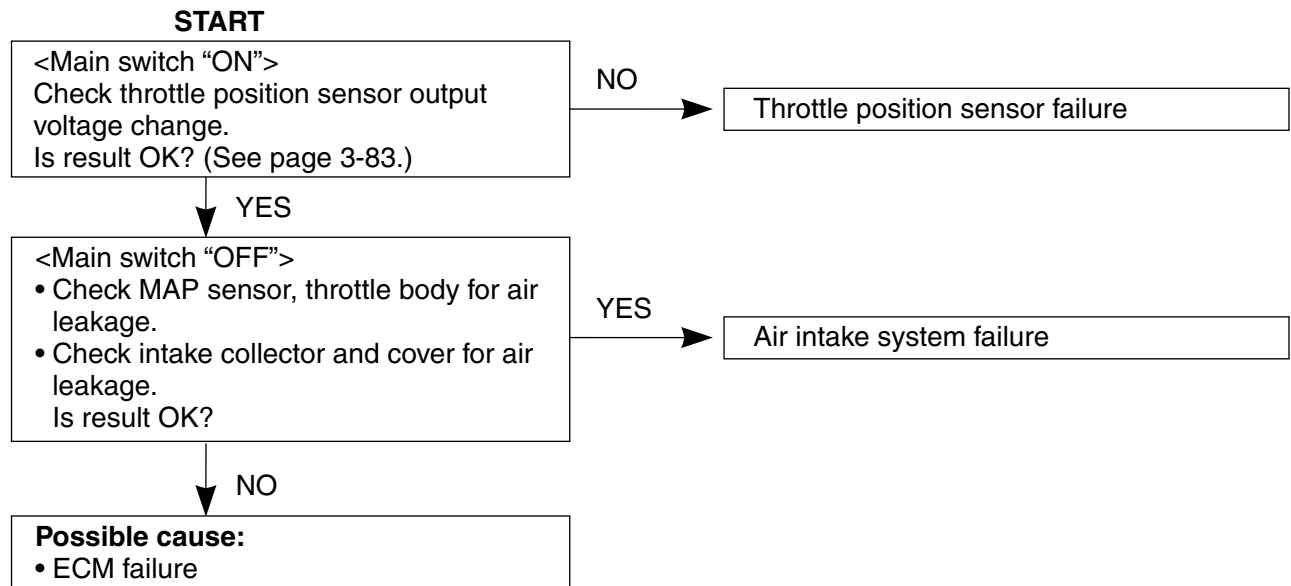 START
<Main switch “ON”>
Check throttle position sensor output
voltage change.
Is result OK? (See page 3-83.)
NO
Throttle position sensor failure
YES
<Main switch “OFF”>
• Check MAP sensor, throttle body for air
leakage.
• Check intake collector and cover for air
leakage.
Is result OK?
YES
Air intake system failure
NO
Possible cause:
• ECM failure